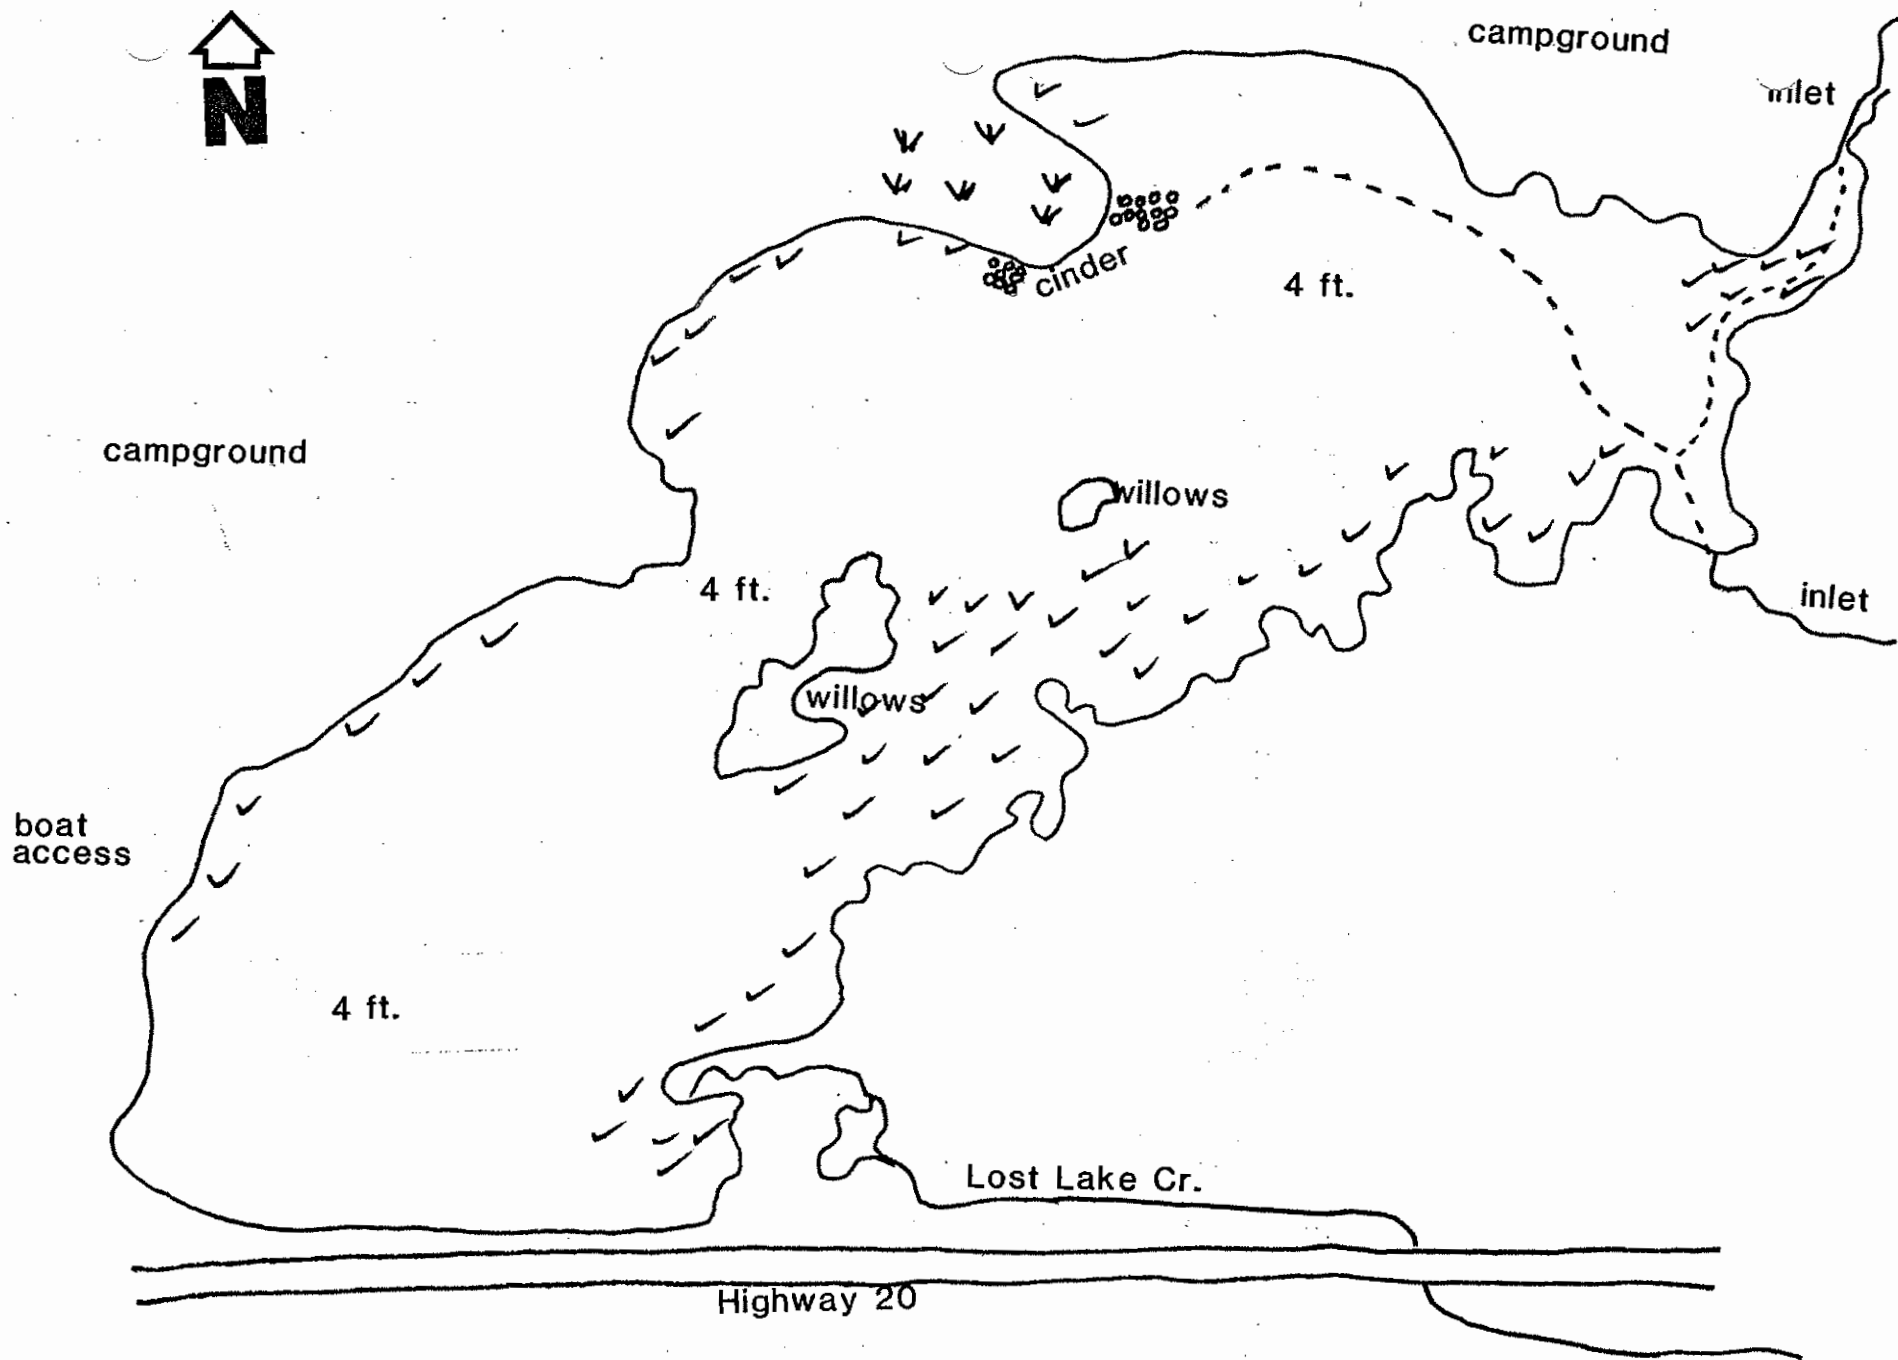 N
campground
inlet
cinder
4 ft.
campground
willows
4 ft.
inlet
willows
boat
access
4 ft.
Lost Lake Cr.
Highway 20